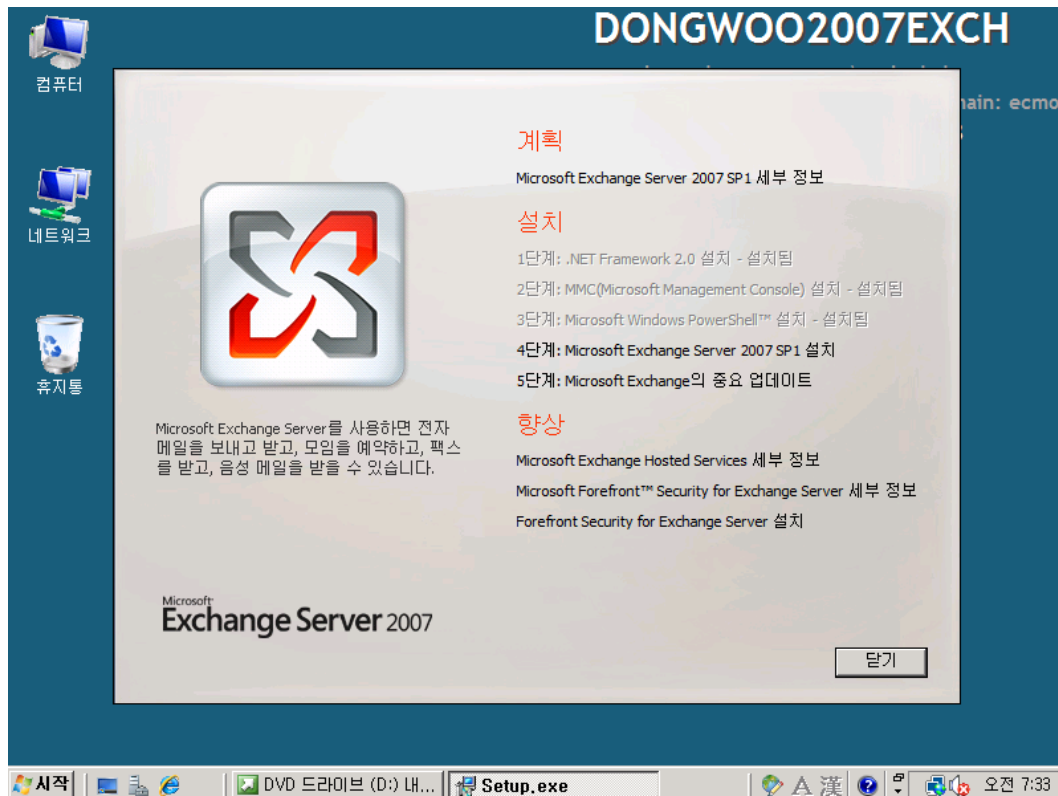 DONGWOO2007EXCH
main: ecmo
컴퓨터
네트워크
휴지통
계획
Microsoft Exchange Server 2007 SP1 세부 정보
설치
1단계: .NET Framework 2.0 설치 - 설치됨
2단계: MMC(Microsoft Management Console) 설치 - 설치됨
3단계: Microsoft Windows PowerShell™ 설치 - 설치됨
4단계: Microsoft Exchange Server 2007 SP1 설치
5단계: Microsoft Exchange의 중요 업데이트
향상
Microsoft Exchange Hosted Services 세부 정보
Microsoft Forefront™ Security for Exchange Server 세부 정보
Forefront Security for Exchange Server 설치
Microsoft Exchange Server를 사용하면 전자
메일을 보내고 받고, 모임을 예약하고, 팩스
를 받고, 음성 메일을 받을 수 있습니다.
Microsoft
Exchange Server 2007
닫기
시작
DVD 드라이브 (D:) 내...
Setup.exe
A 漢
오전 7:33